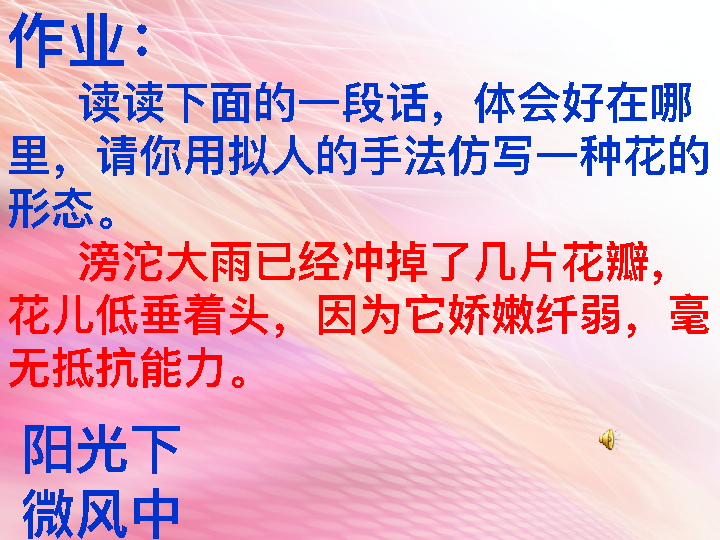 作业：
读读下面的一段话，体会好在哪
里，请你用拟人的手法仿写一种花的
形态。
滂沱大雨已经冲掉了几片花瓣，
花儿低垂着头，因为它娇嫩纤弱，毫
无抵抗能力。
阳光下
微风中